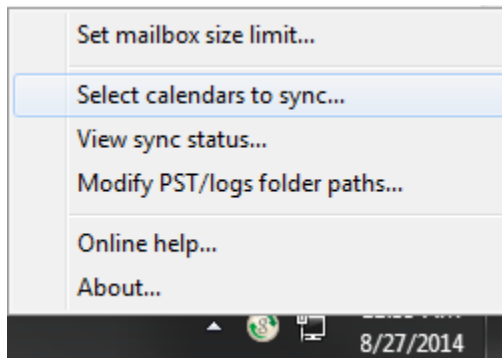 Set mailbox size limit...
Select calendars to sync...
View sync status...
Modify PST/logs folder paths...
Online help...
About...
8/27/2014